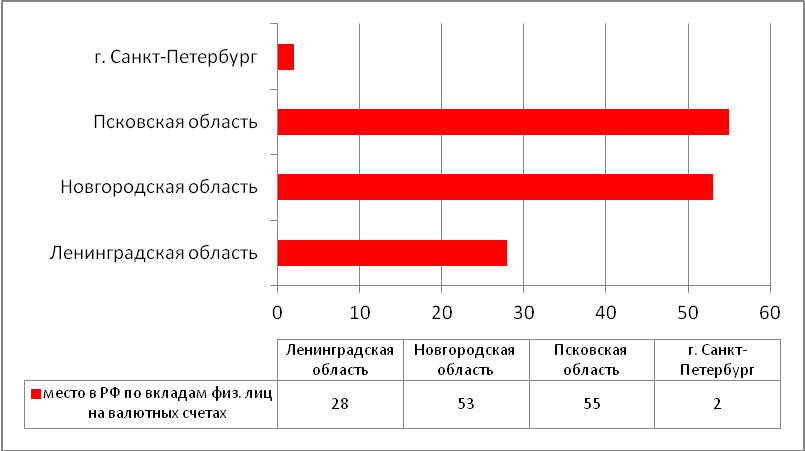 г. Санкт-Петербург
Псковская область
Новгородская область
Ленинградская область
0 10 20 30 40 50 60
Ленинградская область
Новгородская область
Псковская область
г. Санкт-Петербург
место в РФ по вкладам физ. лиц
на валютных счетах
28 53 55 2